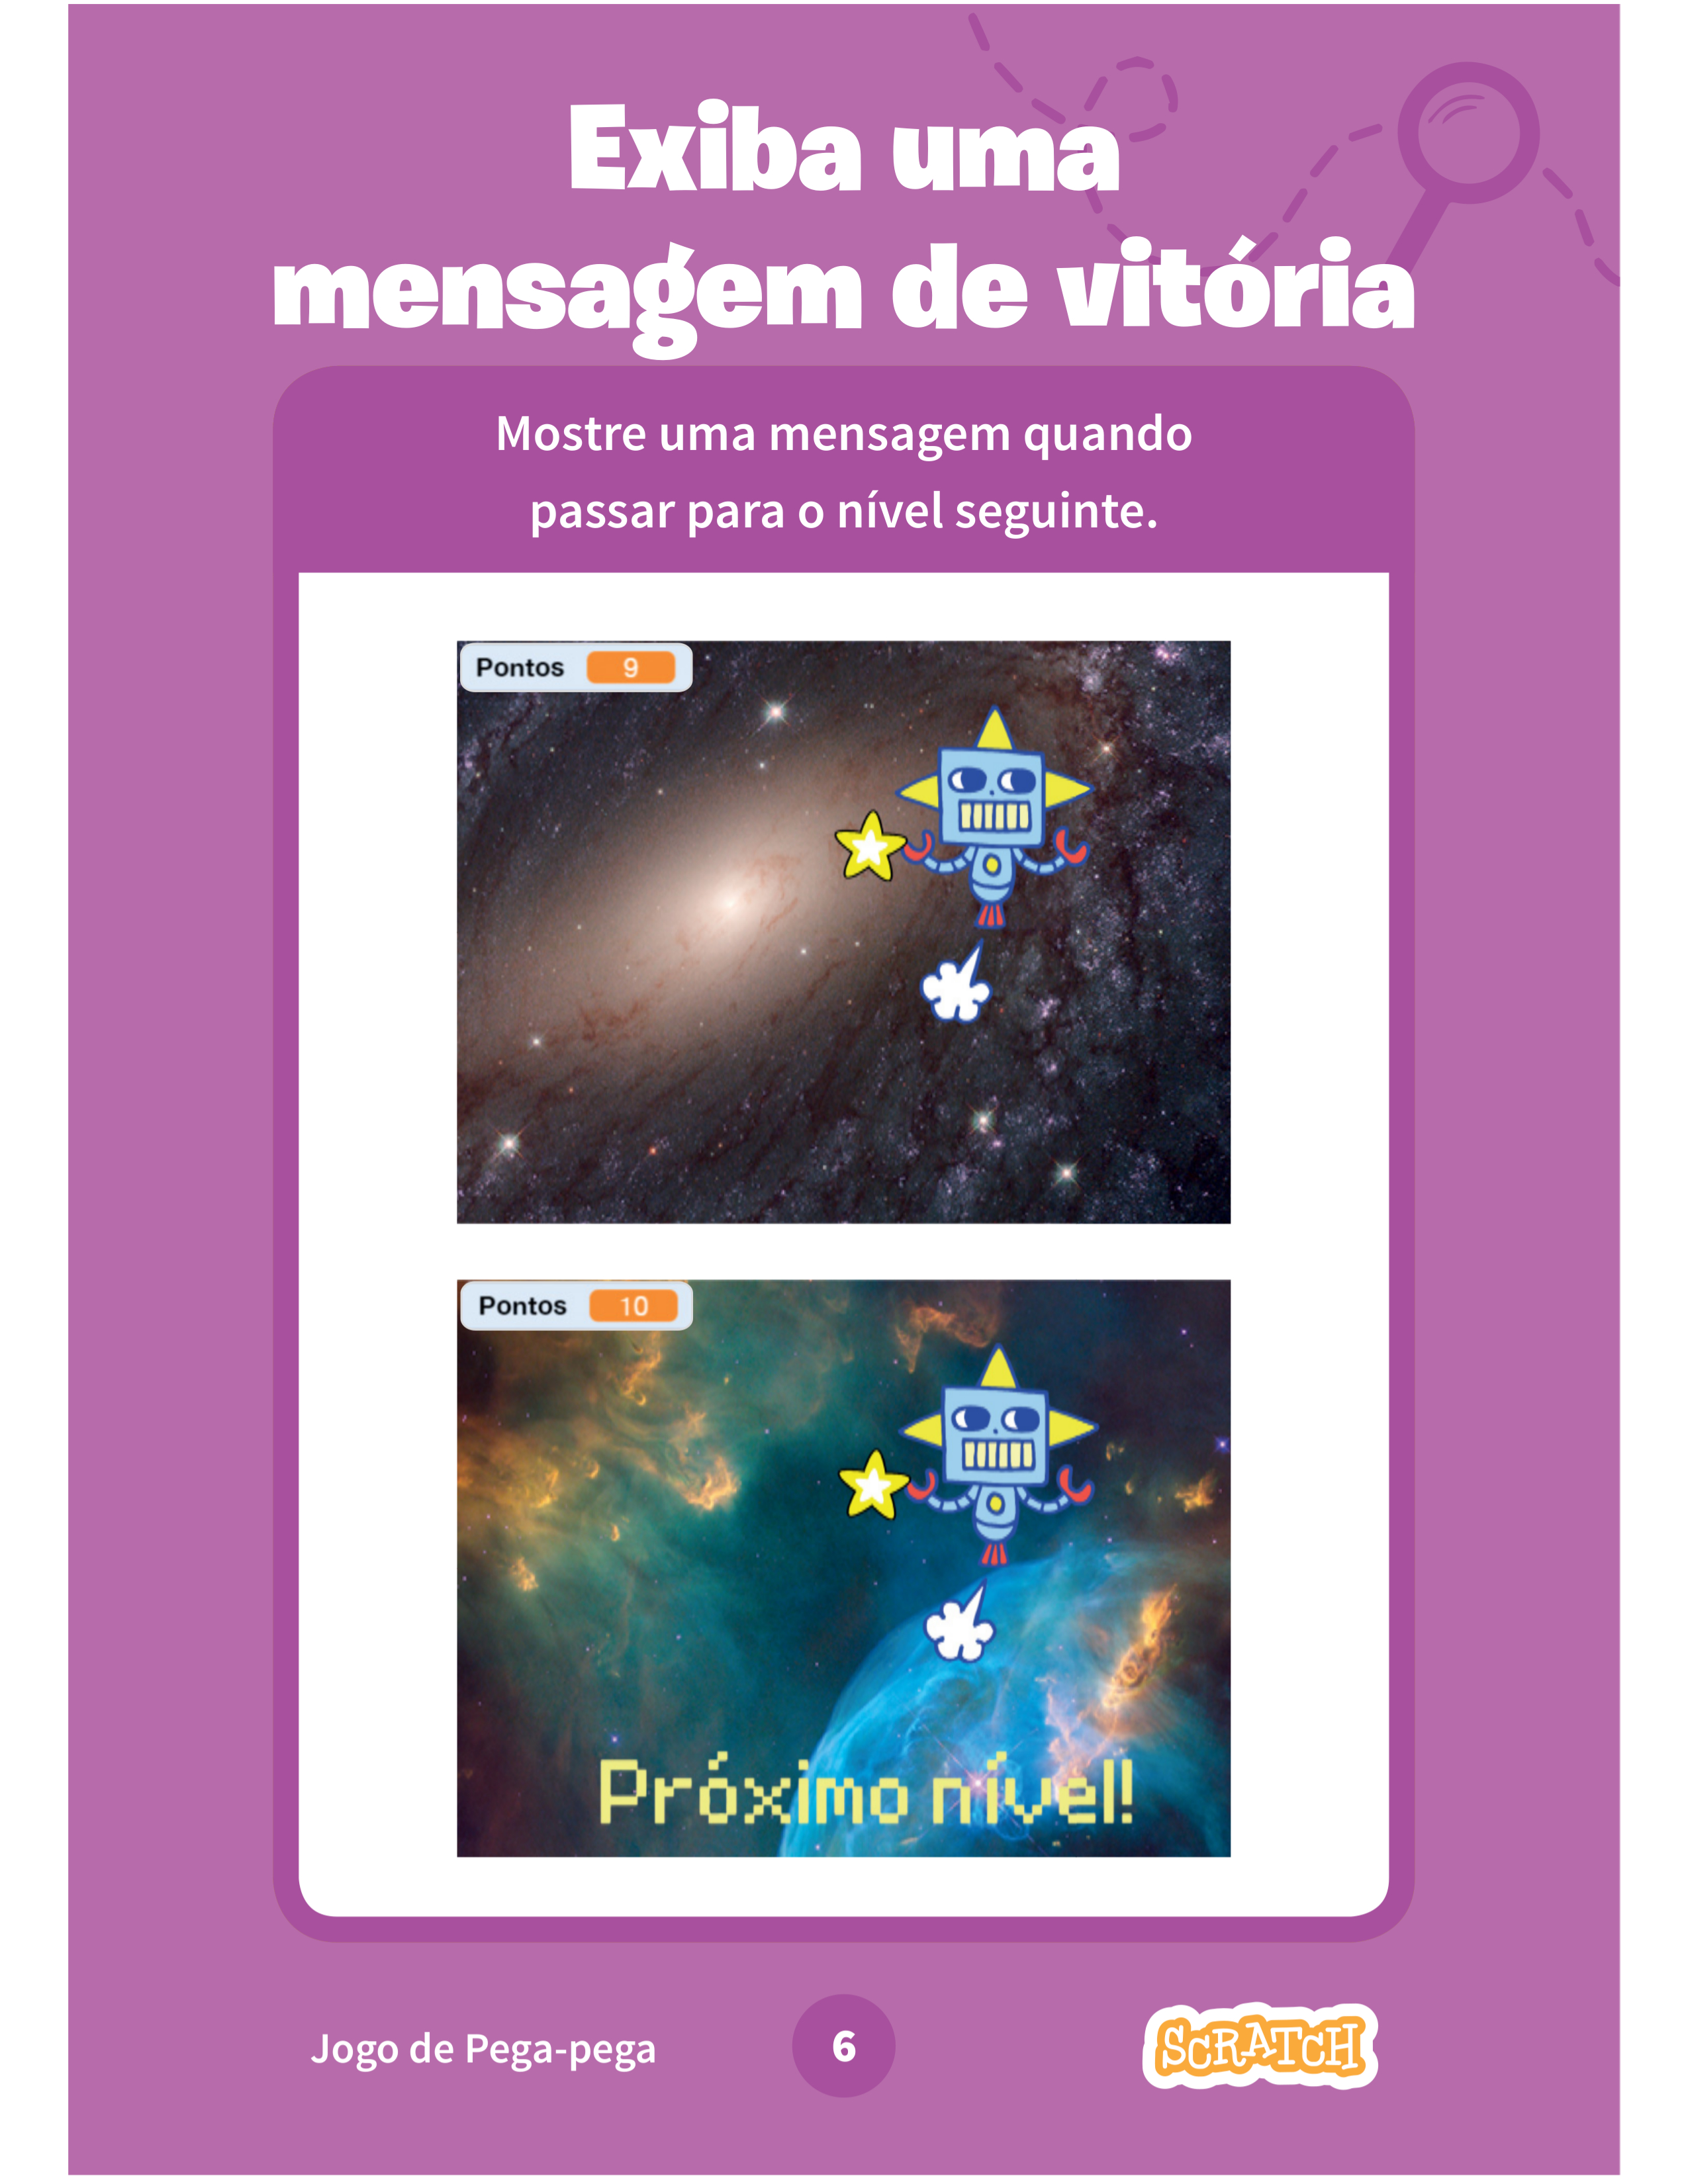 Exiba uma
mensagem de vitória
Mostre uma mensagem quando
passar para o nível seguinte.
Pontos 9
Pontos 10
Próximo nível!
Jogo de Pega-pega
6
SCRATCH